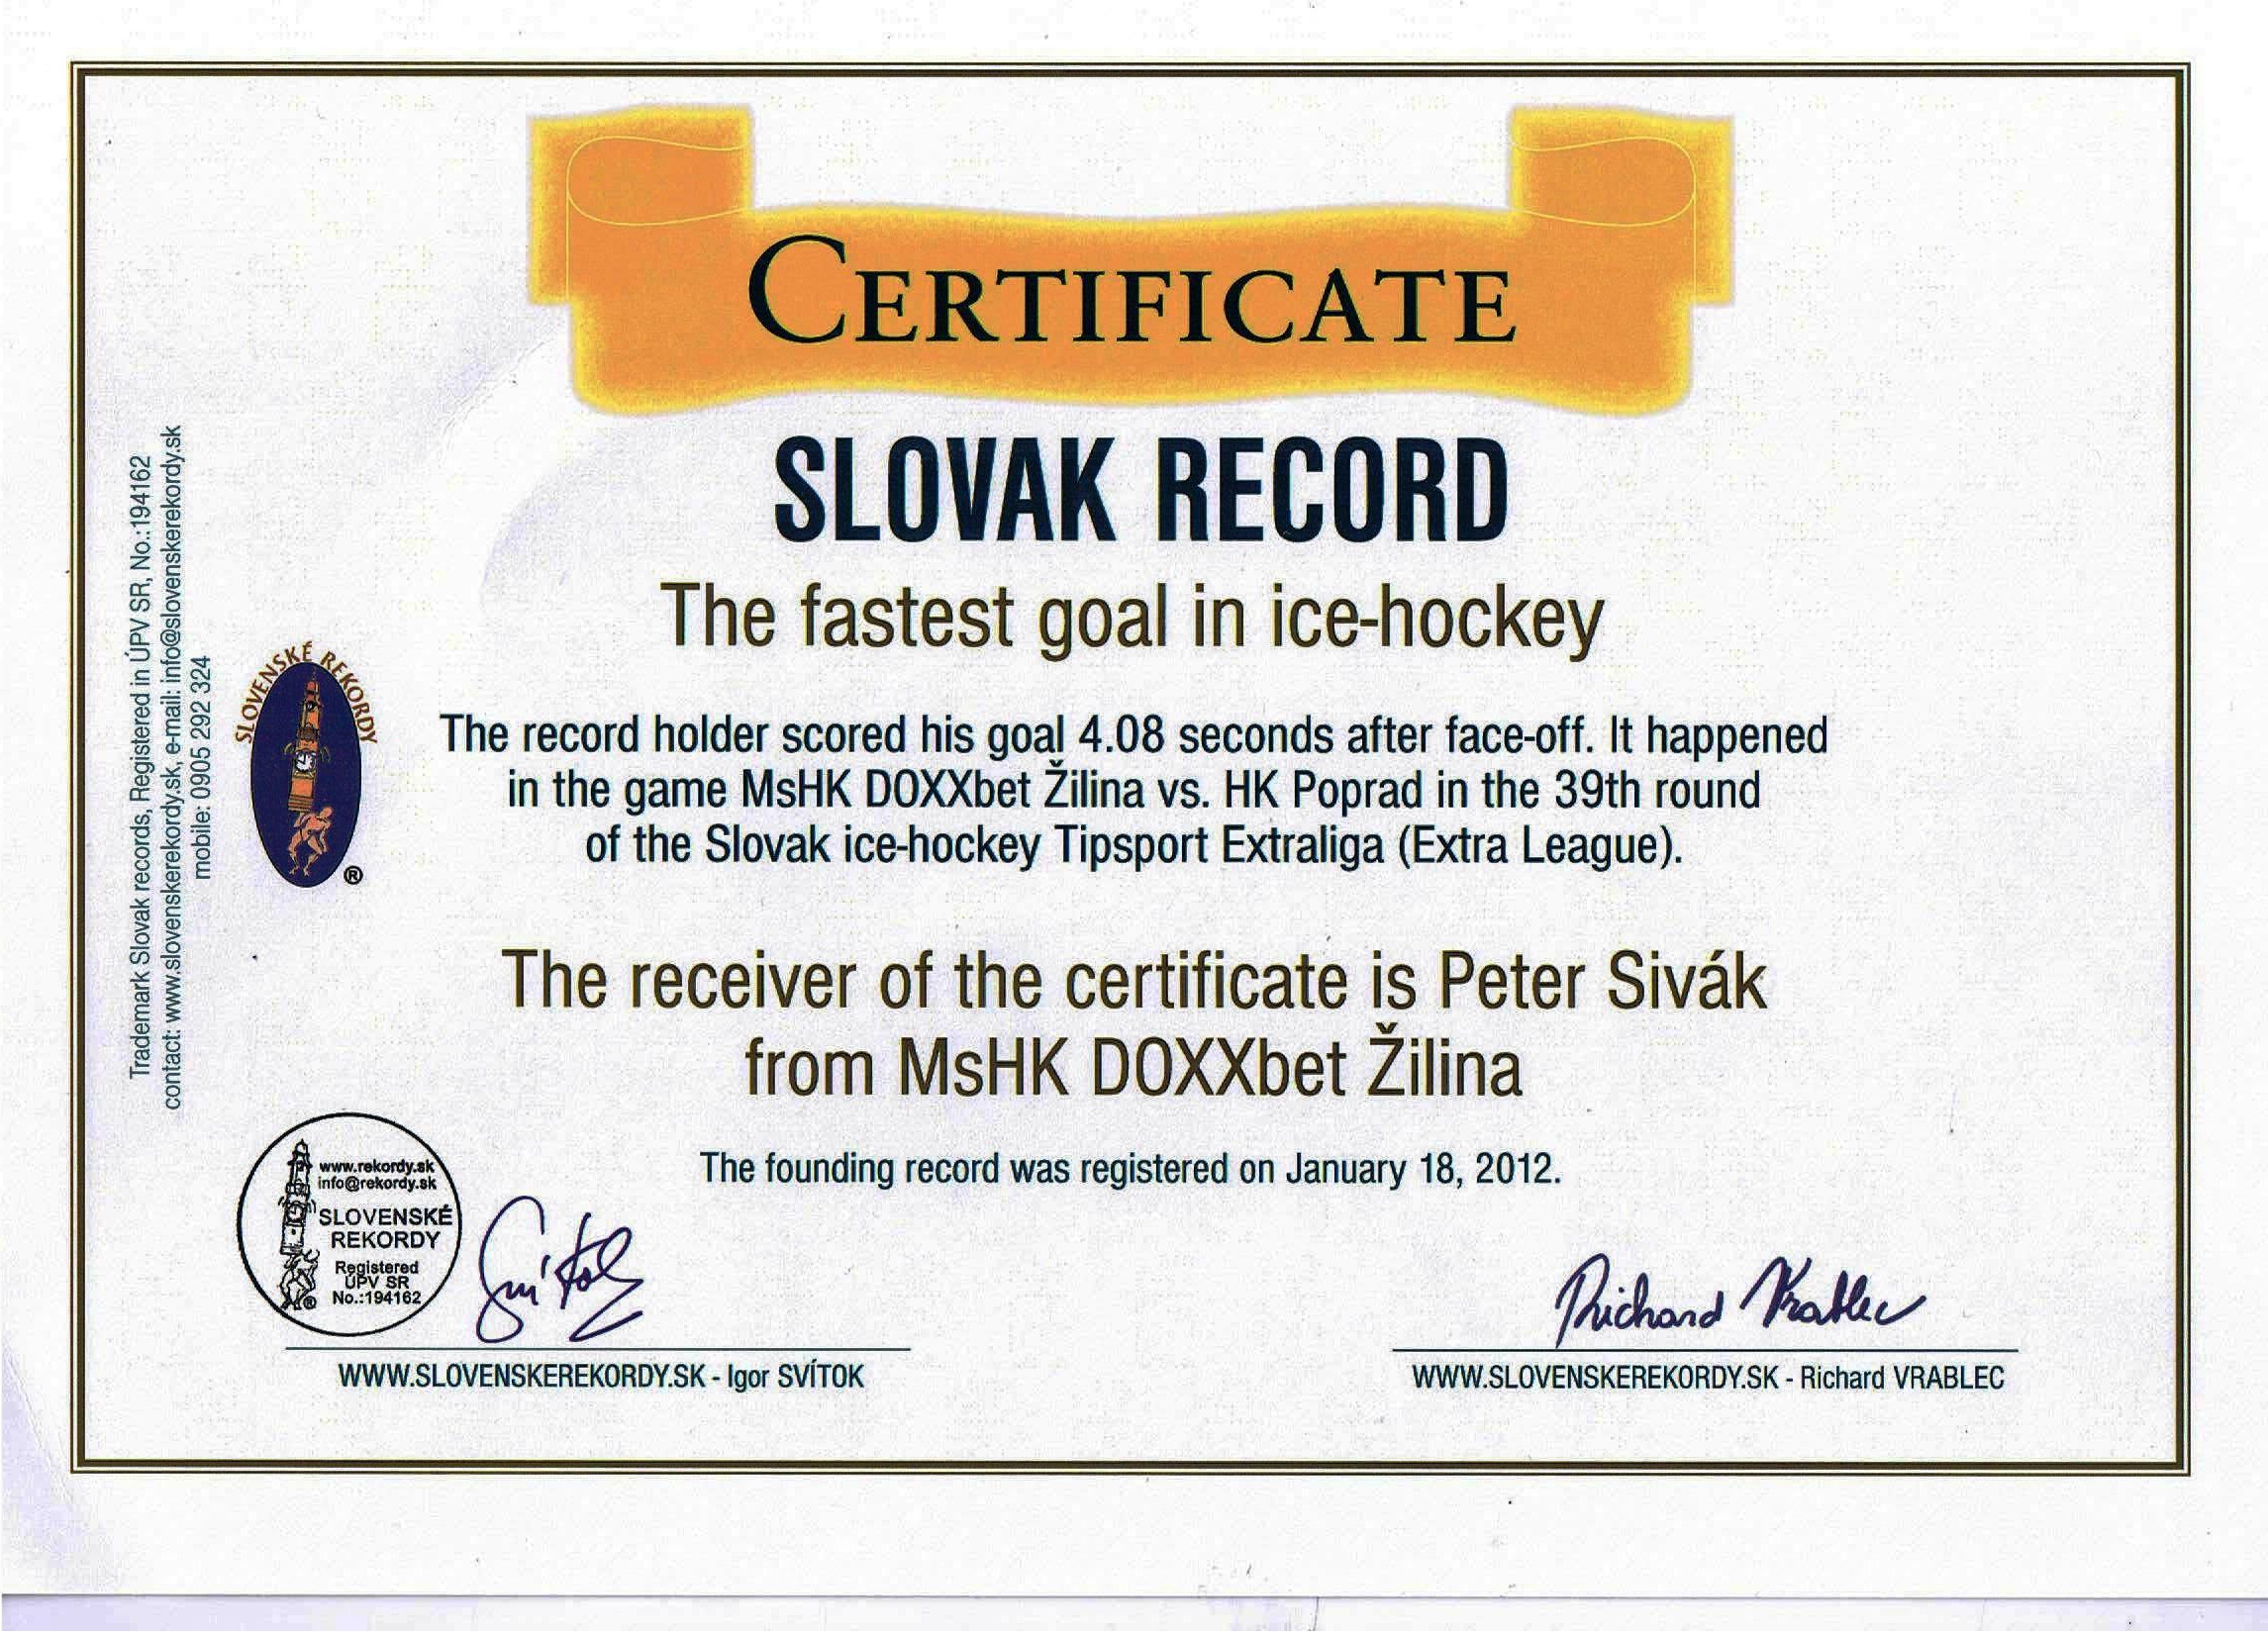 CERTIFICATE
SLOVAK RECORD
The fastest goal in ice-hockey
The record holder scored his goal 4.08 seconds after face-off. It happened
in the game MsHK DOXXbet Žilina vs. HK Poprad in the 39th round
of the Slovak ice-hockey Tipsport Extraliga (Extra League).
The receiver of the certificate is Peter Sivák
from MsHK DOXXbet Žilina
The founding record was registered on January 18, 2012.
Trademark Slovak records, Registered in ÚPV SR, No.:194162
contact: www.slovenskerekordy.sk, e-mail: info@slovenskerekordy.sk
mobile: 0905 292 324
SLOVENSKÉ REKORDY
®
www.rekordy.sk
info@rekordy.sk
SLOVENSKÉ
REKORDY
Registered
ÚPV SR
No.:194162
®
Svítok
Richard Vrablec
WWW.SLOVENSKEREKORDY.SK - Igor SVÍTOK
WWW.SLOVENSKEREKORDY.SK - Richard VRABLEC